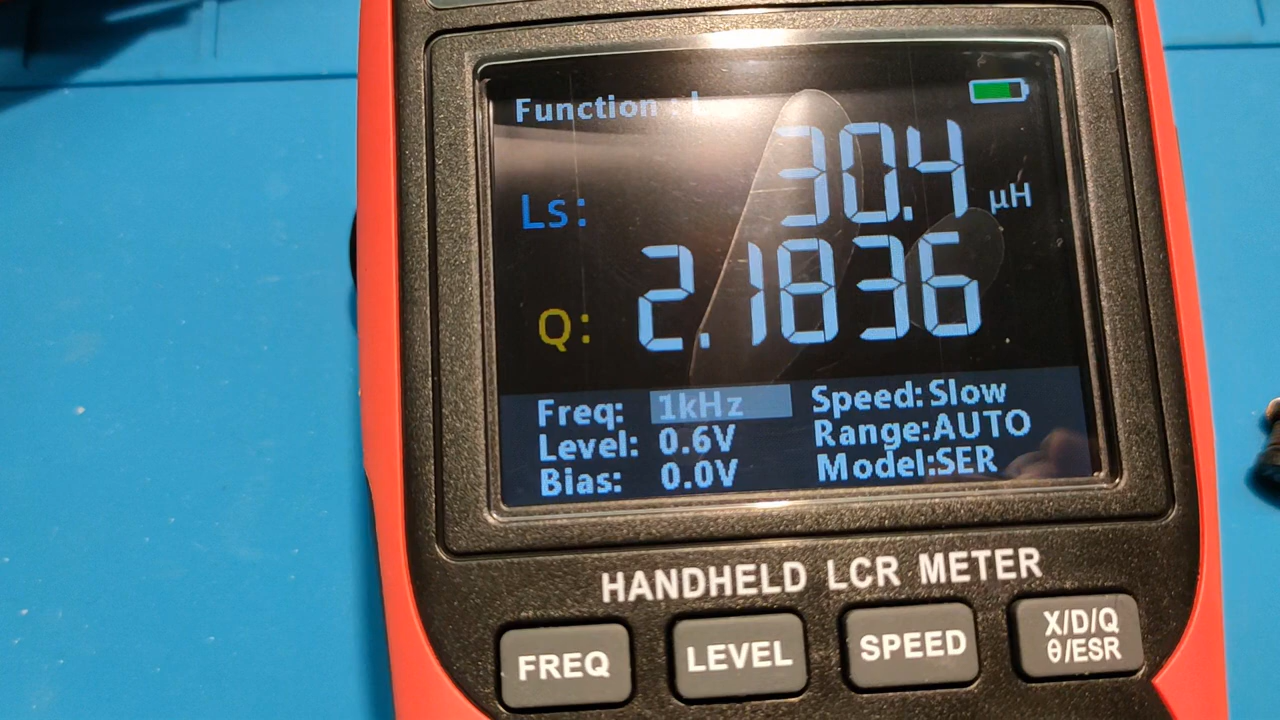 Function : L
Ls: 30.4 µH
Q: 2.1836
Freq: 1kHz Speed: Slow
Level: 0.6V Range:AUTO
Bias: 0.0V Model:SER
HANDHELD LCR METER
FREQ LEVEL SPEED X/D/Q
θ/ESR